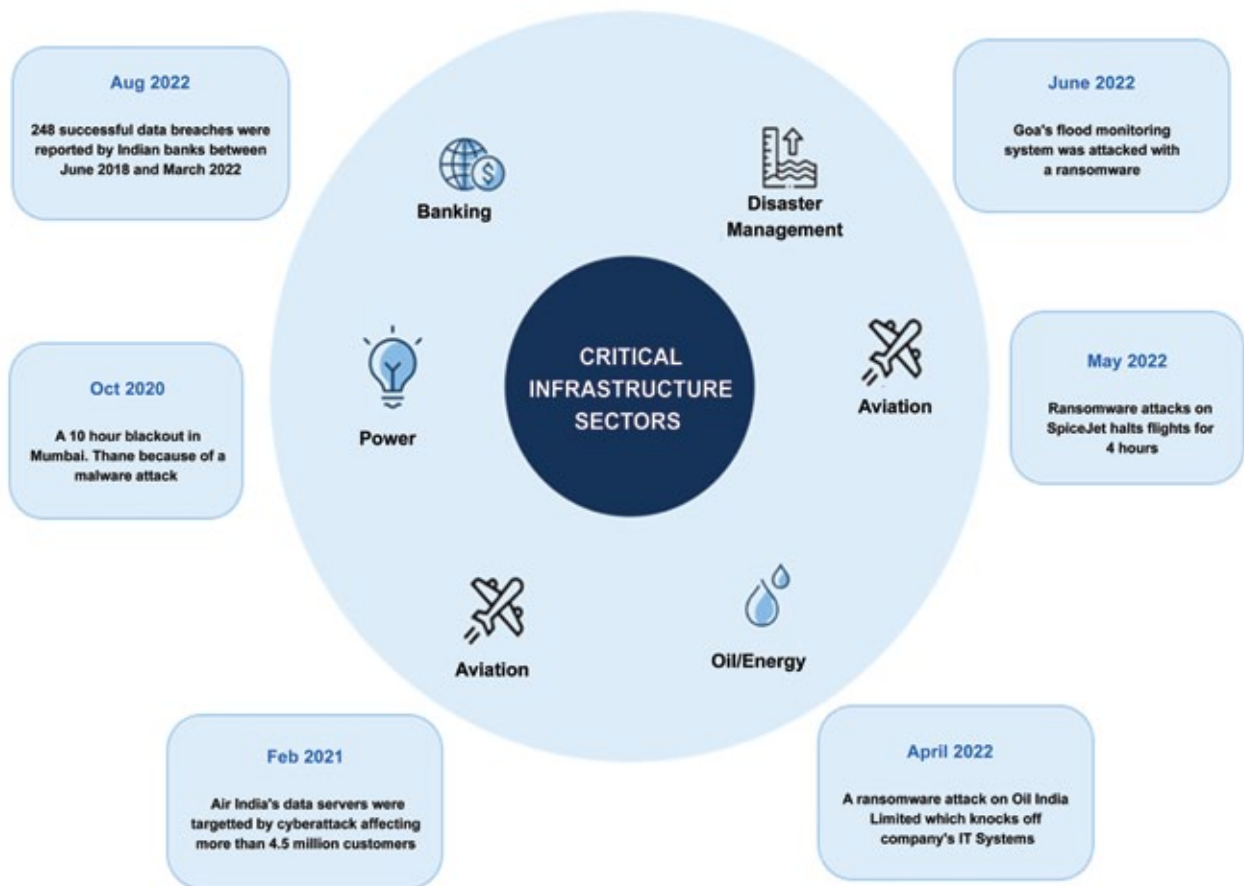 Aug 2022
248 successful data breaches were
reported by Indian banks between
June 2018 and March 2022
June 2022
Goa's flood monitoring
system was attacked with
a ransomware
Banking
Disaster
Management
CRITICAL
INFRASTRUCTURE
SECTORS
Oct 2020
A 10 hour blackout in
Mumbai. Thane because of a
malware attack
Power
Aviation
May 2022
Ransomware attacks on
SpiceJet halts flights for
4 hours
Aviation
Oil/Energy
Feb 2021
Air India's data servers were
targetted by cyberattack affecting
more than 4.5 million customers
April 2022
A ransomware attack on Oil India
Limited which knocks off
company's IT Systems